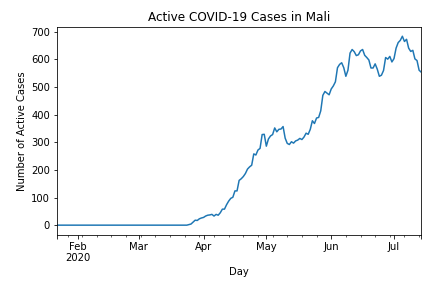 Active COVID-19 Cases in Mali
Number of Active Cases
700
600
500
400
300
200
100
0
Feb Mar Apr May Jun Jul
2020
Day